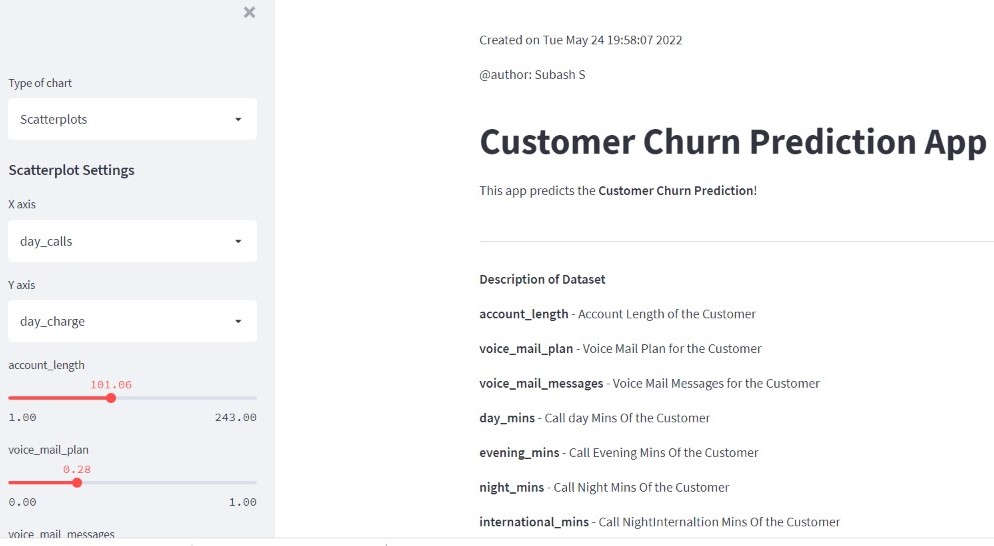 ×
Type of chart
Scatterplots
Scatterplot Settings
X axis
day_calls
Y axis
day_charge
account_length
101.06
1.00 243.00
voice_mail_plan
0.28
0.00 1.00
voice_mail_messages
Created on Tue May 24 19:58:07 2022
@author: Subash S
Customer Churn Prediction App
This app predicts the Customer Churn Prediction!
Description of Dataset
account_length - Account Length of the Customer
voice_mail_plan - Voice Mail Plan for the Customer
voice_mail_messages - Voice Mail Messages for the Customer
day_mins - Call day Mins Of the Customer
evening_mins - Call Evening Mins Of the Customer
night_mins - Call Night Mins Of the Customer
international_mins - Call NightInternaltion Mins Of the Customer